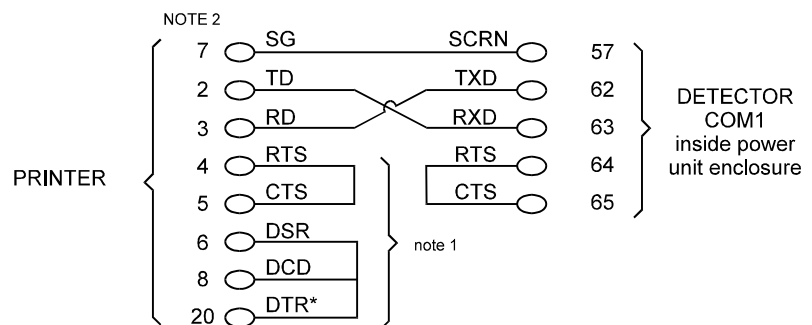 NOTE 2
7 SG SCRN 57
2 TD TXD 62
3 RD RXD 63
4 RTS RTS 64
5 CTS CTS 65
6 DSR
8 DCD
20 DTR*
PRINTER
note 1
DETECTOR
COM1
inside power
unit enclosure